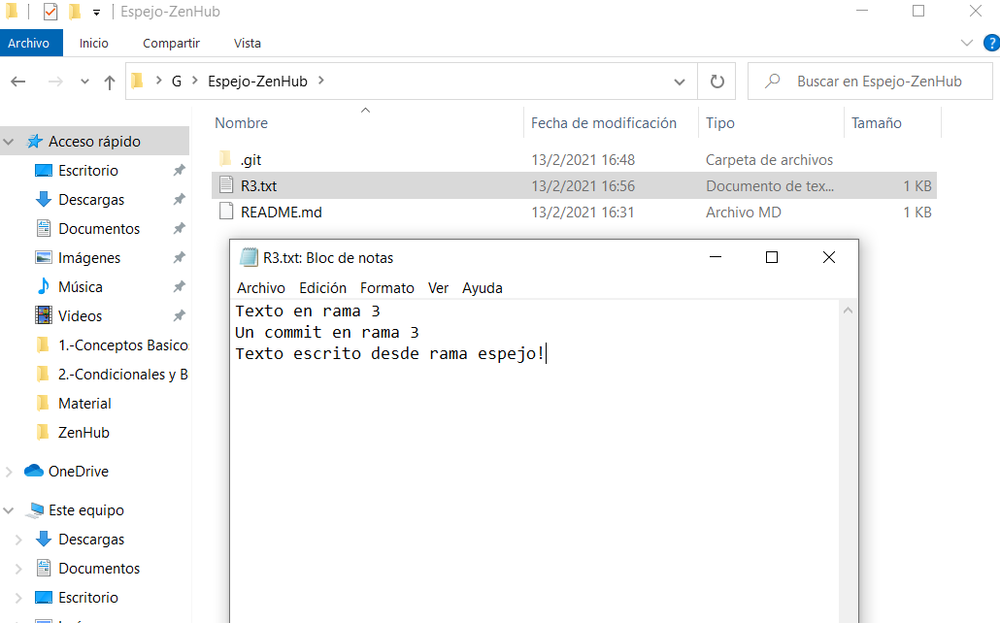 Espejo-ZenHub
Archivo Inicio Compartir Vista
G Espejo-ZenHub Buscar en Espejo-ZenHub
Nombre Fecha de modificación Tipo Tamaño
.git 13/2/2021 16:48 Carpeta de archivos
R3.txt 13/2/2021 16:56 Documento de tex... 1 KB
README.md 13/2/2021 16:31 Archivo MD 1 KB
Acceso rápido
Escritorio
Descargas
Documentos
Imágenes
Música
Videos
1.-Conceptos Basico
2.-Condicionales y B
Material
ZenHub
OneDrive
Este equipo
Descargas
Documentos
Escritorio
R3.txt: Bloc de notas
Archivo Edición Formato Ver Ayuda
Texto en rama 3
Un commit en rama 3
Texto escrito desde rama espejo!